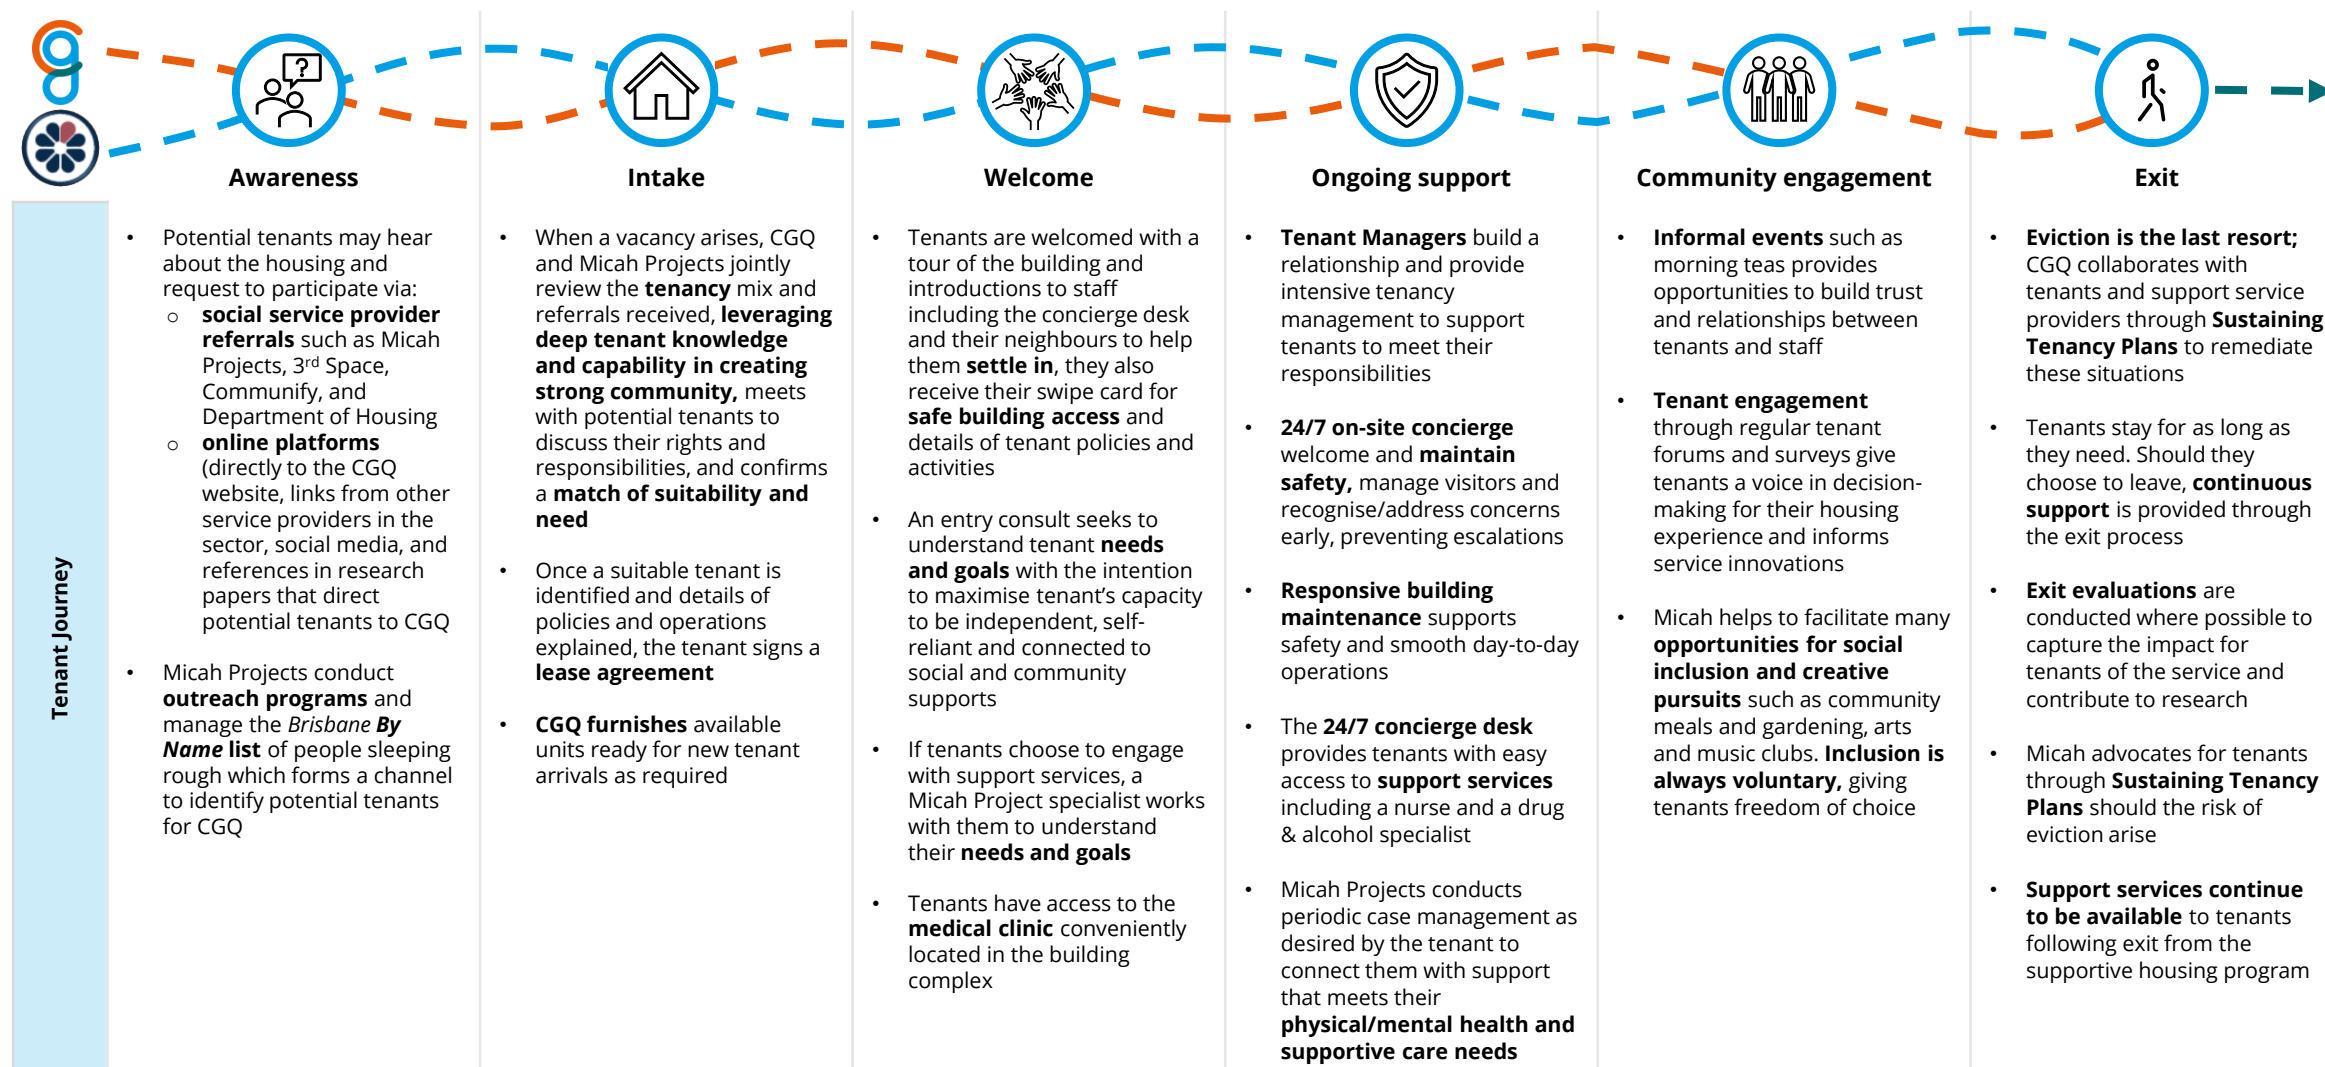 ?
Awareness
Intake
Welcome
Ongoing support
Community engagement
Exit
Tenant Journey
• Potential tenants may hear
about the housing and
request to participate via:
o social service provider
referrals such as Micah
Projects, 3rd Space,
Communify, and
Department of Housing
o online platforms
(directly to the CGQ
website, links from other
service providers in the
sector, social media, and
references in research
papers that direct
potential tenants to CGQ
• Micah Projects conduct
outreach programs and
manage the Brisbane By
Name list of people sleeping
rough which forms a channel
to identify potential tenants
for CGQ
• When a vacancy arises, CGQ
and Micah Projects jointly
review the tenancy mix and
referrals received, leveraging
deep tenant knowledge
and capability in creating
strong community, meets
with potential tenants to
discuss their rights and
responsibilities, and confirms
a match of suitability and
need
• Once a suitable tenant is
identified and details of
policies and operations
explained, the tenant signs a
lease agreement
• CGQ furnishes available
units ready for new tenant
arrivals as required
• Tenants are welcomed with a
tour of the building and
introductions to staff
including the concierge desk
and their neighbours to help
them settle in, they also
receive their swipe card for
safe building access and
details of tenant policies and
activities
• An entry consult seeks to
understand tenant needs
and goals with the intention
to maximise tenant’s capacity
to be independent, self-
reliant and connected to
social and community
supports
• If tenants choose to engage
with support services, a
Micah Project specialist works
with them to understand
their needs and goals
• Tenants have access to the
medical clinic conveniently
located in the building
complex
• Tenant Managers build a
relationship and provide
intensive tenancy
management to support
tenants to meet their
responsibilities
• 24/7 on-site concierge
welcome and maintain
safety, manage visitors and
recognise/address concerns
early, preventing escalations
• Responsive building
maintenance supports
safety and smooth day-to-day
operations
• The 24/7 concierge desk
provides tenants with easy
access to support services
including a nurse and a drug
& alcohol specialist
• Micah Projects conducts
periodic case management as
desired by the tenant to
connect them with support
that meets their
physical/mental health and
supportive care needs
• Informal events such as
morning teas provides
opportunities to build trust
and relationships between
tenants and staff
• Tenant engagement
through regular tenant
forums and surveys give
tenants a voice in decision-
making for their housing
experience and informs
service innovations
• Micah helps to facilitate many
opportunities for social
inclusion and creative
pursuits such as community
meals and gardening, arts
and music clubs. Inclusion is
always voluntary, giving
tenants freedom of choice
• Eviction is the last resort;
CGQ collaborates with
tenants and support service
providers through Sustaining
Tenancy Plans to remediate
these situations
• Tenants stay for as long as
they need. Should they
choose to leave, continuous
support is provided through
the exit process
• Exit evaluations are
conducted where possible to
capture the impact for
tenants of the service and
contribute to research
• Micah advocates for tenants
through Sustaining Tenancy
Plans should the risk of
eviction arise
• Support services continue
to be available to tenants
following exit from the
supportive housing program